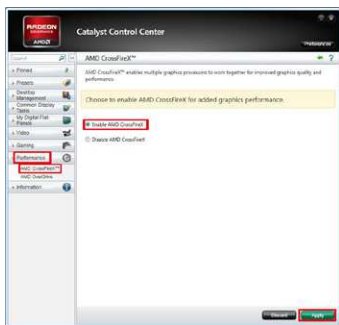 RADEON
GRAPHICS
AMD
Catalyst Control Center
Preferences
Search
Pinned
Presets
Desktop
Management
Common Display
Tasks
My Digital Flat
Panels
Video
Gaming
Performance
AMD CrossFireX™
AMD OverDrive
Information
AMD CrossFireX™
AMD CrossFireX™ enables multiple graphics processors to work together for improved graphics quality and
performance.
Choose to enable AMD CrossFireX for added graphics performance.
Enable AMD CrossFireX
Disable AMD CrossFireX
Discard
Apply